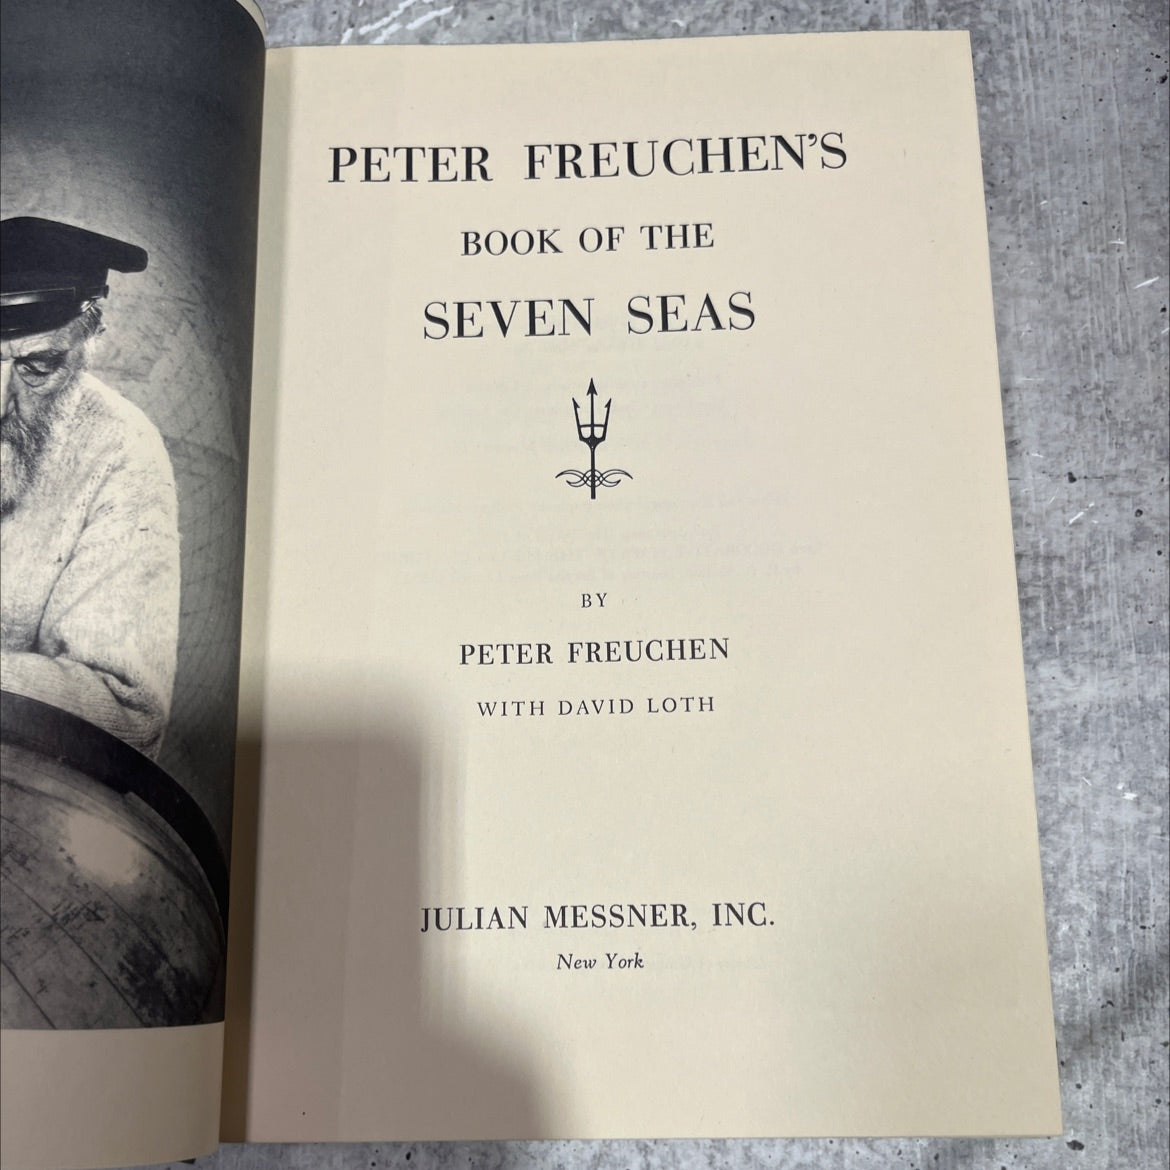 PETER FREUCHEN'S
BOOK OF THE
SEVEN SEAS
BY
PETER FREUCHEN
WITH DAVID LOTH
JULIAN MESSNER, INC.
New York